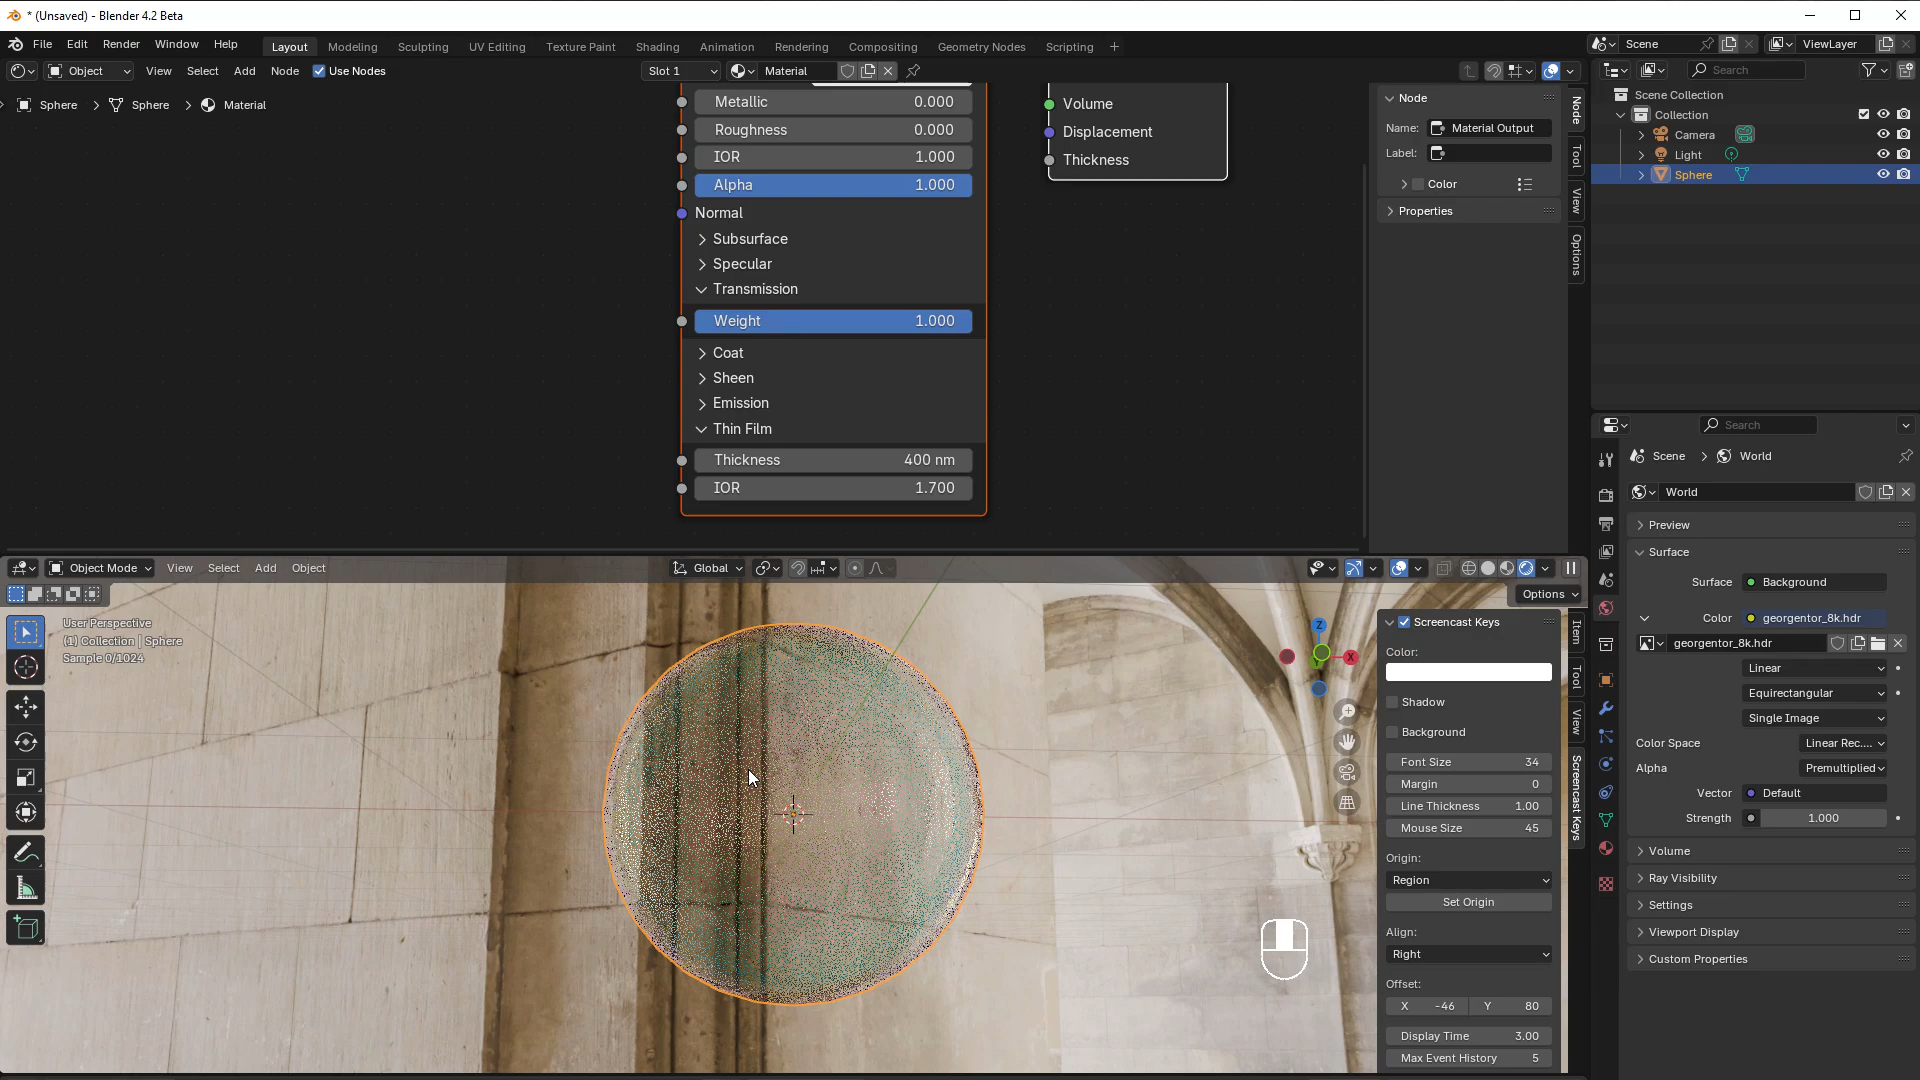 * (Unsaved) - Blender 4.2 Beta
File Edit Render Window Help
Layout Modeling Sculpting UV Editing Texture Paint Shading Animation Rendering Compositing Geometry Nodes Scripting +
Scene ViewLayer
Object View Select Add Node Use Nodes Slot 1 Material
Search
Sphere Sphere Material
Scene Collection
Collection
Camera
Light
Sphere
Metallic 0.000
Roughness 0.000
IOR 1.000
Alpha 1.000
Normal
Subsurface
Specular
Transmission
Weight 1.000
Coat
Sheen
Emission
Thin Film
Thickness 400 nm
IOR 1.700
Volume
Displacement
Thickness
Node
Name: Material Output
Label:
Color
Properties
Node
Tool
View
Options
Object Mode View Select Add Object Global
Options
User Perspective
(1) Collection | Sphere
Sample 0/1024
Z
X
Screencast Keys
Color:
Shadow
Background
Font Size 34
Margin 0
Line Thickness 1.00
Mouse Size 45
Origin:
Region
Set Origin
Align:
Right
Offset:
X -46 Y 80
Display Time 3.00
Max Event History 5
Item
Tool
View
Screencast Keys
Search
Scene World
World
Preview
Surface
Surface Background
Color georgentor_8k.hdr
georgentor_8k.hdr
Linear
Equirectangular
Single Image
Color Space Linear Rec....
Alpha Premultiplied
Vector Default
Strength 1.000
Volume
Ray Visibility
Settings
Viewport Display
Custom Properties